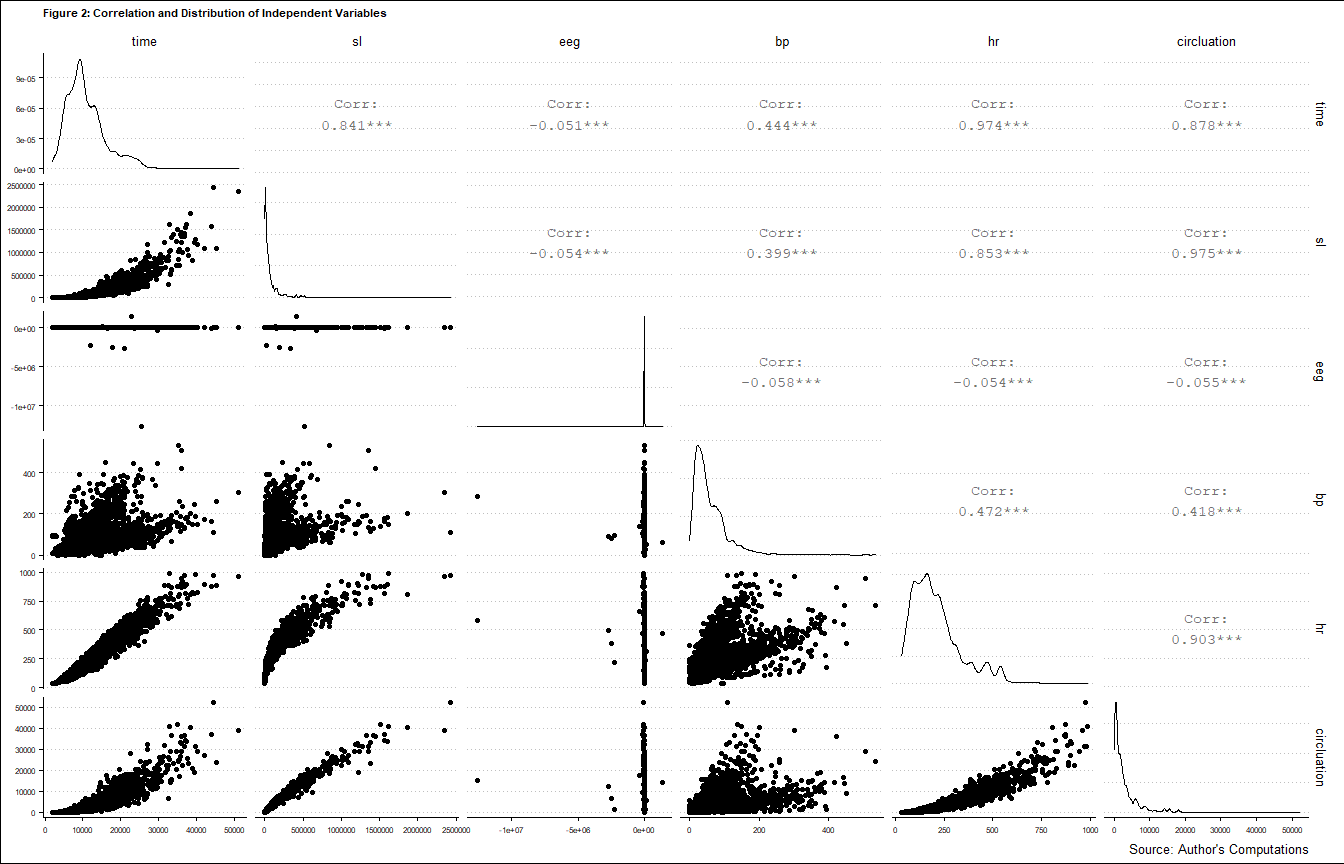 Figure 2: Correlation and Distribution of Independent Variables
time sl eeg bp hr circluation
9e-05
6e-05
3e-05
0e+00
Corr: Corr: Corr: Corr: Corr:
0.841*** -0.051*** 0.444*** 0.974*** 0.878***
time
2500000
2000000
1500000
1000000
500000
0
Corr: Corr: Corr: Corr:
-0.054*** 0.399*** 0.853*** 0.975***
sl
0e+00
-5e+06
-1e+07
Corr: Corr: Corr:
-0.058*** -0.054*** -0.055***
eeg
400
200
0
Corr: Corr:
0.472*** 0.418***
bp
1000
750
500
250
0
Corr:
0.903***
hr
50000
40000
30000
20000
10000
0
circluation
0 10000 20000 30000 40000 50000 0 500000 1000000 1500000 2000000 2500000 -1e+07 -5e+06 0e+00 0 200 400 0 250 500 750 1000 0 10000 20000 30000 40000 50000
Source: Author's Computations